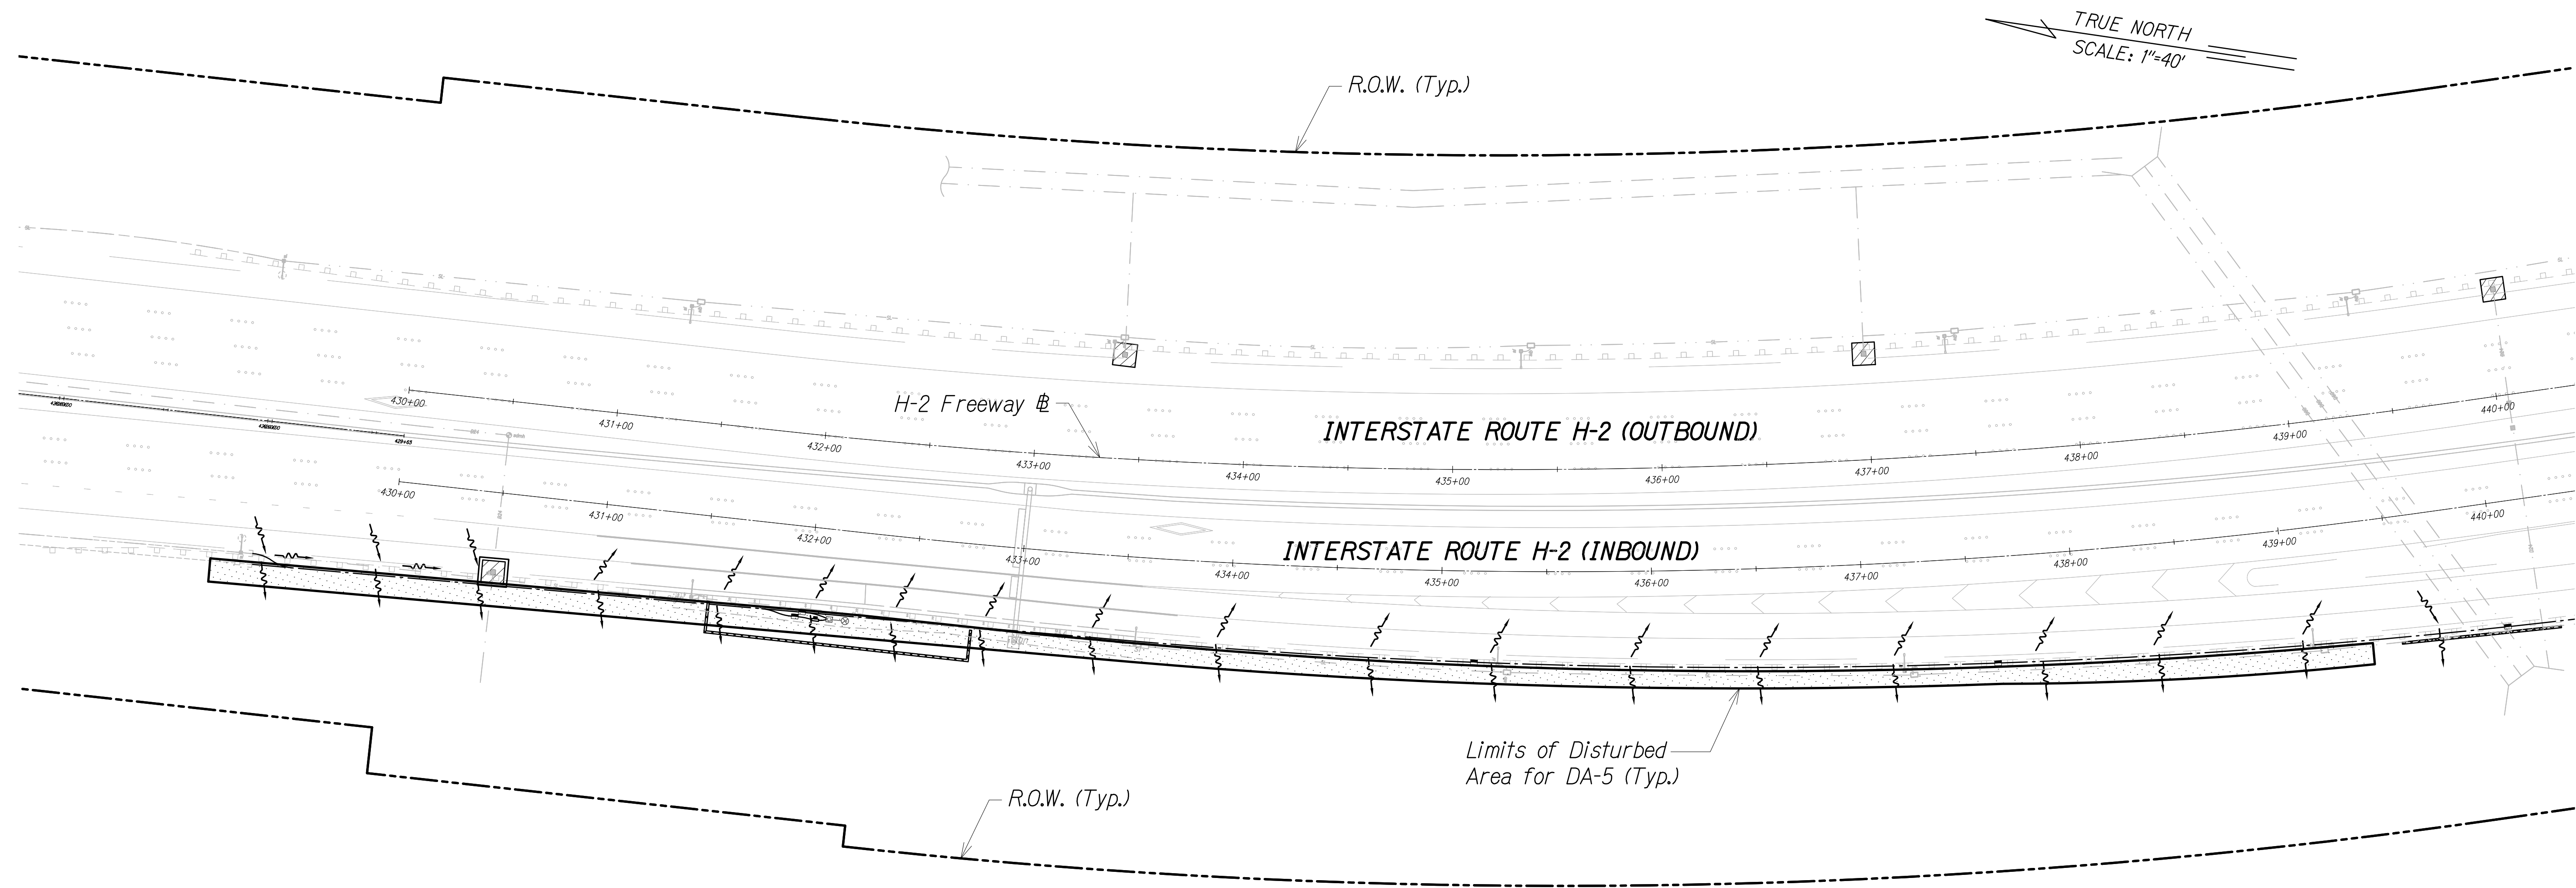 TRUE NORTH
SCALE: 1"=40'
R.O.W. (Typ.)
H-2 Freeway
INTERSTATE ROUTE H-2 (OUTBOUND)
430+00
431+00
432+00
433+00
434+00
435+00
436+00
437+00
438+00
439+00
440+00
429+65
INTERSTATE ROUTE H-2 (INBOUND)
430+00
431+00
432+00
433+00
434+00
435+00
436+00
437+00
438+00
439+00
440+00
Limits of Disturbed
Area for DA-5 (Typ.)
R.O.W. (Typ.)